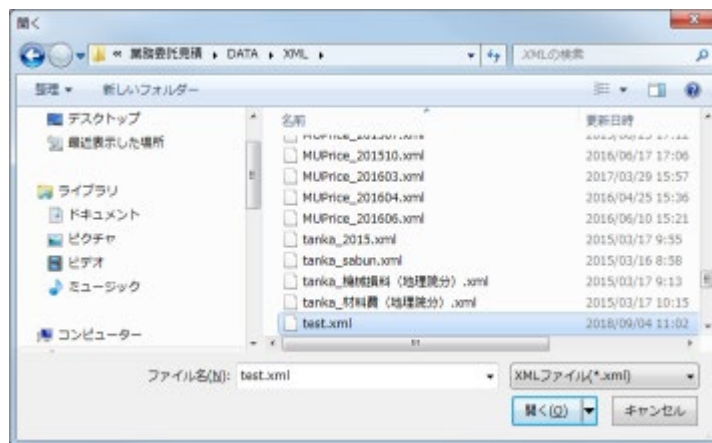 開く
« 業務委託見積 ▸ DATA ▸ XML ▸
XMLの検索
整理 ▼ 新しいフォルダー
デスクトップ
最近表示した場所
ライブラリ
ドキュメント
ピクチャ
ビデオ
ミュージック
コンピューター
名前 更新日時
MUPrice_201510.xml 2016/06/17 17:06
MUPrice_201603.xml 2017/03/29 15:57
MUPrice_201604.xml 2016/04/25 15:36
MUPrice_201606.xml 2016/06/10 15:21
tanka_2015.xml 2015/03/17 9:55
tanka_sabun.xml 2015/03/16 8:58
tanka_機械損料（地理院分）.xml 2015/03/17 9:13
tanka_材料費（地理院分）.xml 2015/03/17 10:15
test.xml 2018/09/04 11:02
ファイル名(N): test.xml
XMLファイル(*.xml)
開く(O) キャンセル